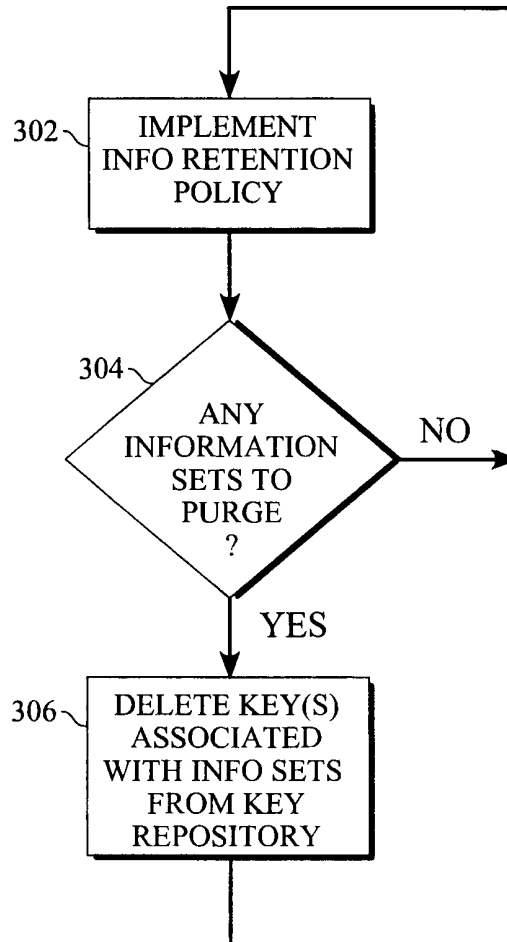 302
IMPLEMENT
INFO RETENTION
POLICY
304
ANY
INFORMATION
SETS TO
PURGE
?
NO
YES
306
DELETE KEY(S)
ASSOCIATED
WITH INFO SETS
FROM KEY
REPOSITORY